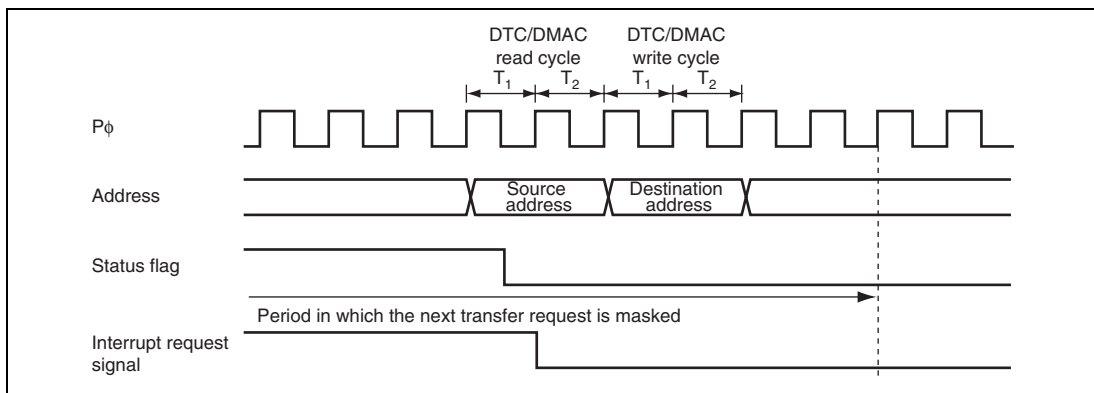 DTC/DMAC
read cycle
DTC/DMAC
write cycle
T1
T2
T1
T2
Pϕ
Address
Source
address
Destination
address
Status flag
Period in which the next transfer request is masked
Interrupt request
signal